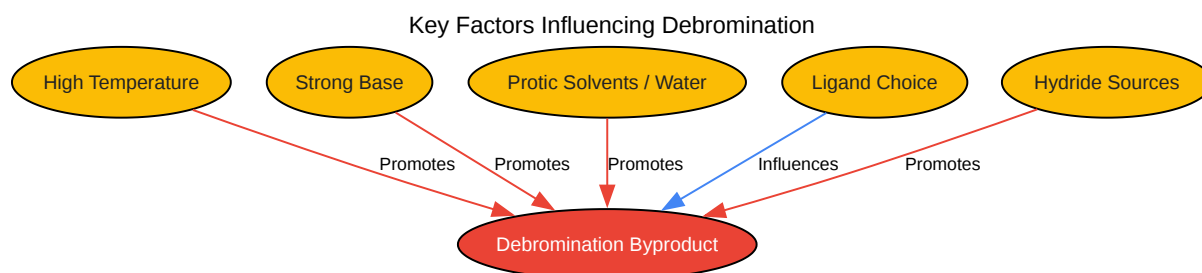 Key Factors Influencing Debromination
High Temperature
Strong Base
Protic Solvents / Water
Ligand Choice
Hydride Sources
Promotes
Promotes
Promotes
Influences
Promotes
Debromination Byproduct